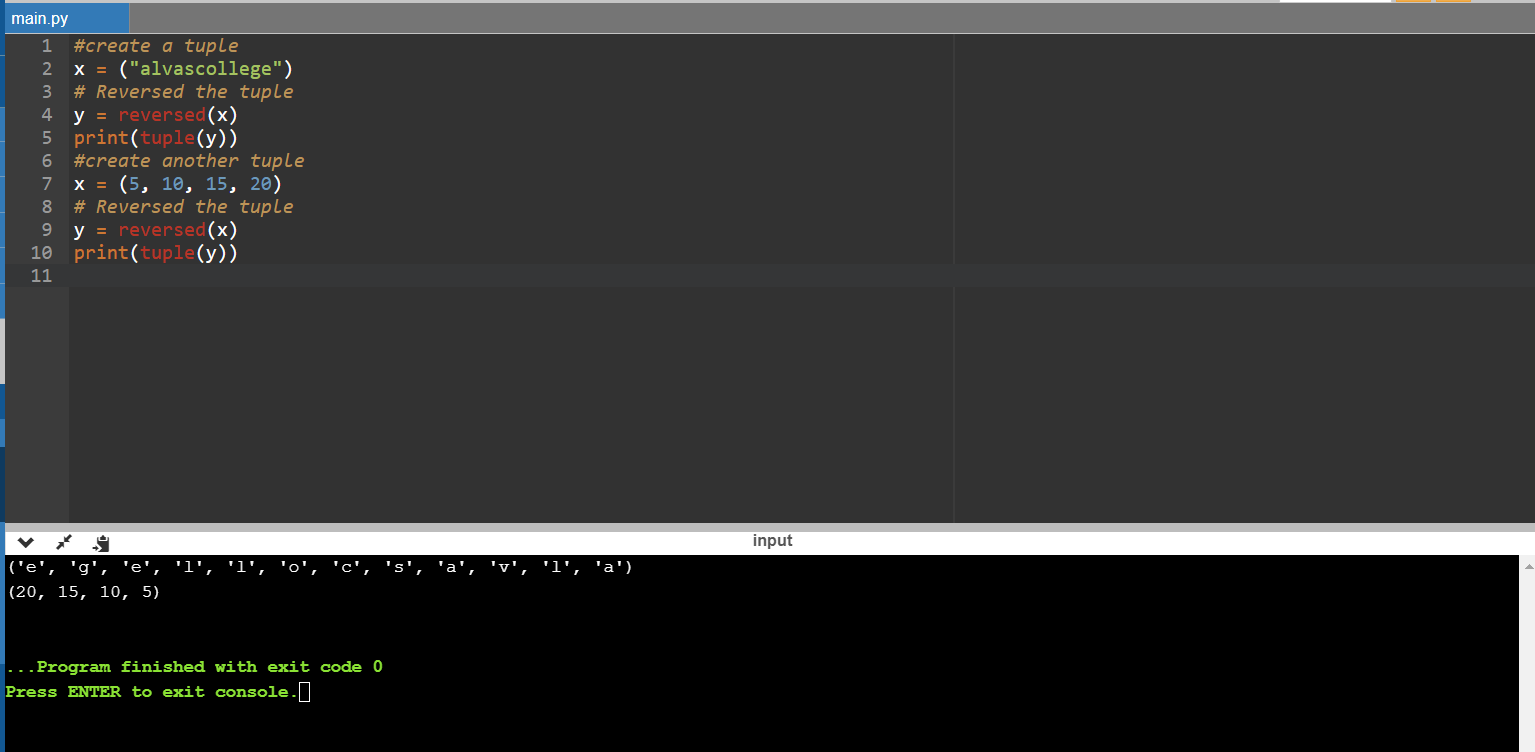 main.py
1 #create a tuple
2 x = ("alvascollege")
3 # Reversed the tuple
4 y = reversed(x)
5 print(tuple(y))
6 #create another tuple
7 x = (5, 10, 15, 20)
8 # Reversed the tuple
9 y = reversed(x)
10 print(tuple(y))
11
input
('e', 'g', 'e', 'l', 'l', 'o', 'c', 's', 'a', 'v', 'l', 'a')
(20, 15, 10, 5)
...Program finished with exit code 0
Press ENTER to exit console.